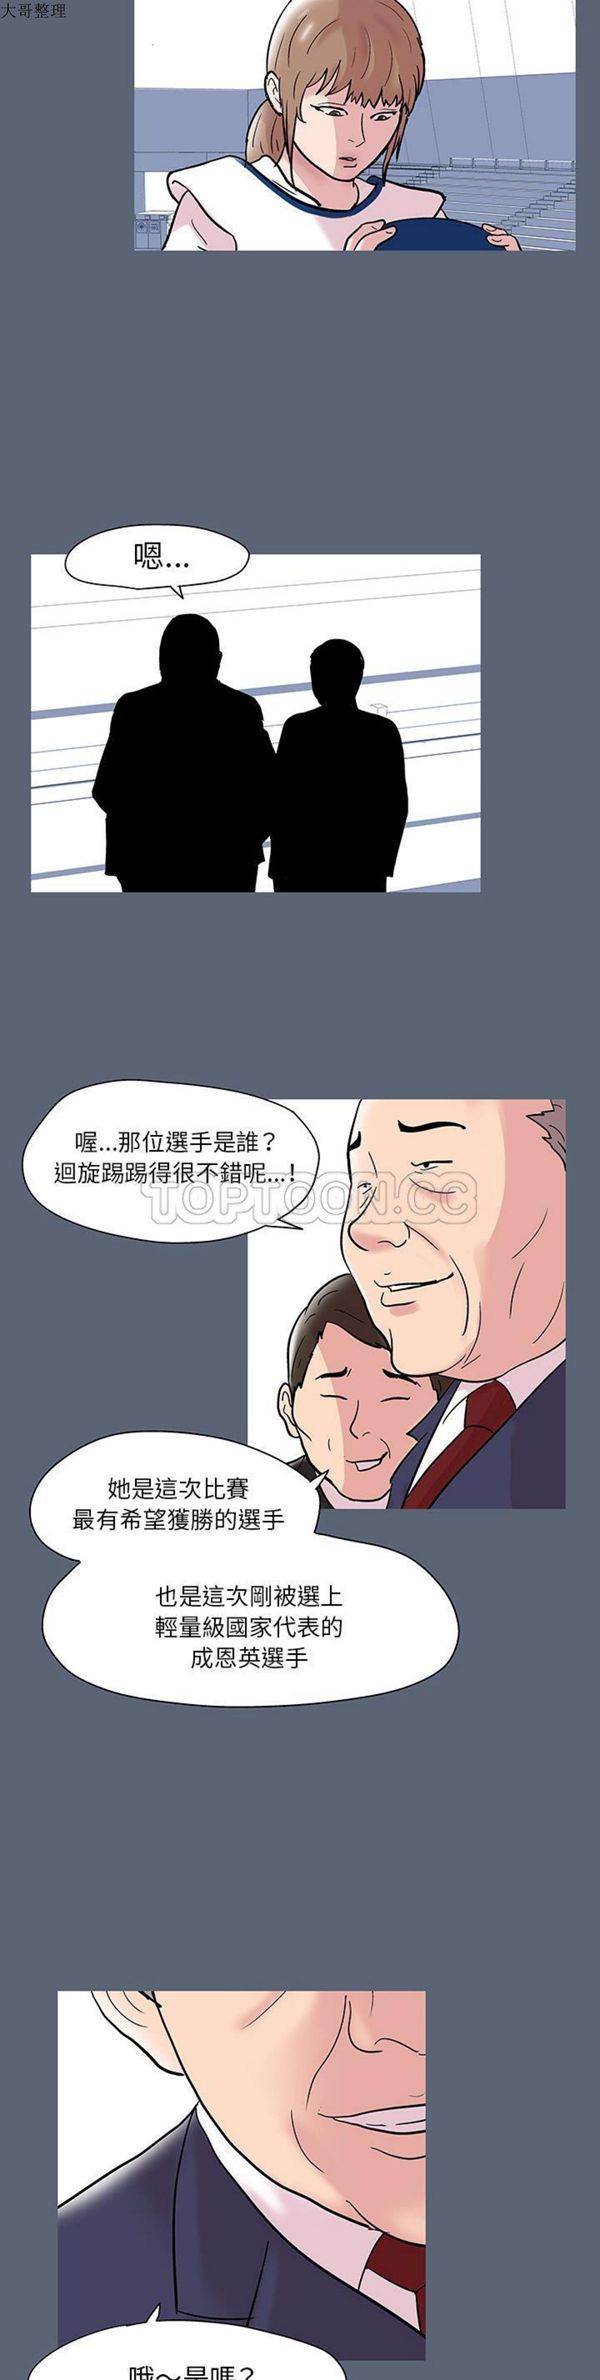 大哥整理
嗯...
喔...那位選手是誰？
迴旋踢踢得很不錯呢...！
TOPTOON.CC
她是這次比賽
最有希望獲勝的選手
也是這次剛被選上
輕量級國家代表的
成恩英選手
哦～是嗎？